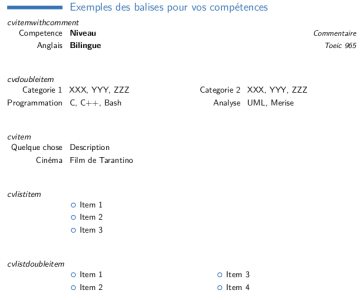 Exemples des balises pour vos compétences
cvitemwithcomment
Competence Niveau Commentaire
Anglais Bilingue Toeic 965
cvdoubleitem
Categorie 1 XXX, YYY, ZZZ Categorie 2 XXX, YYY, ZZZ
Programmation C, C++, Bash Analyse UML, Merise
cvitem
Quelque chose Description
Cinéma Film de Tarantino
cvlistitem
Item 1
Item 2
Item 3
cvlistdoubleitem
Item 1 Item 3
Item 2 Item 4